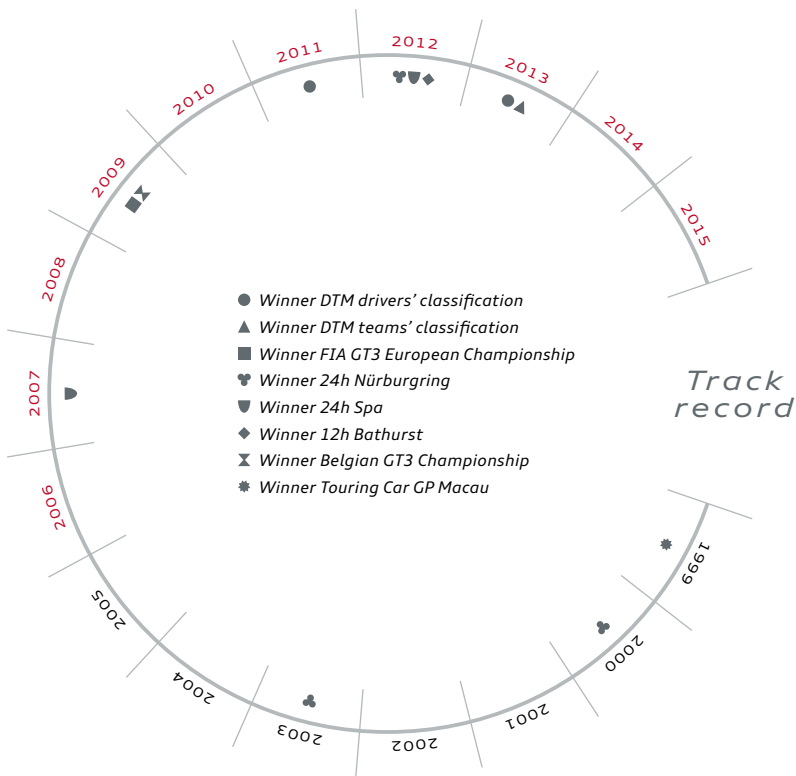 Track
record
1999
2000
2001
2002
2003
2004
2005
2006
2007
2008
2009
2010
2011
2012
2013
2014
2015
Winner DTM drivers’ classification
Winner DTM teams’ classification
Winner FIA GT3 European Championship
Winner 24h Nürburgring
Winner 24h Spa
Winner 12h Bathurst
Winner Belgian GT3 Championship
Winner Touring Car GP Macau